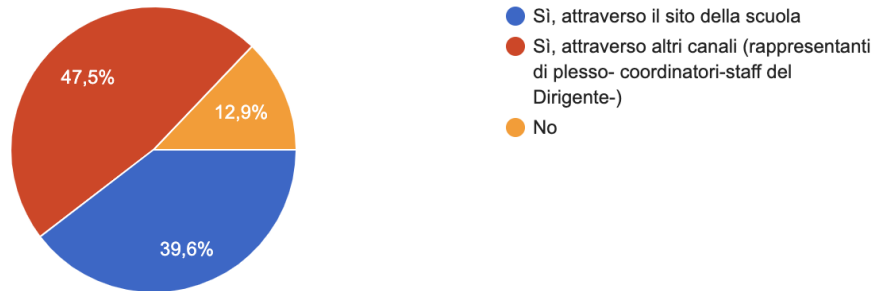 47,5%
12,9%
39,6%
Sì, attraverso il sito della scuola
Sì, attraverso altri canali (rappresentanti
di plesso- coordinatori-staff del
Dirigente-)
No